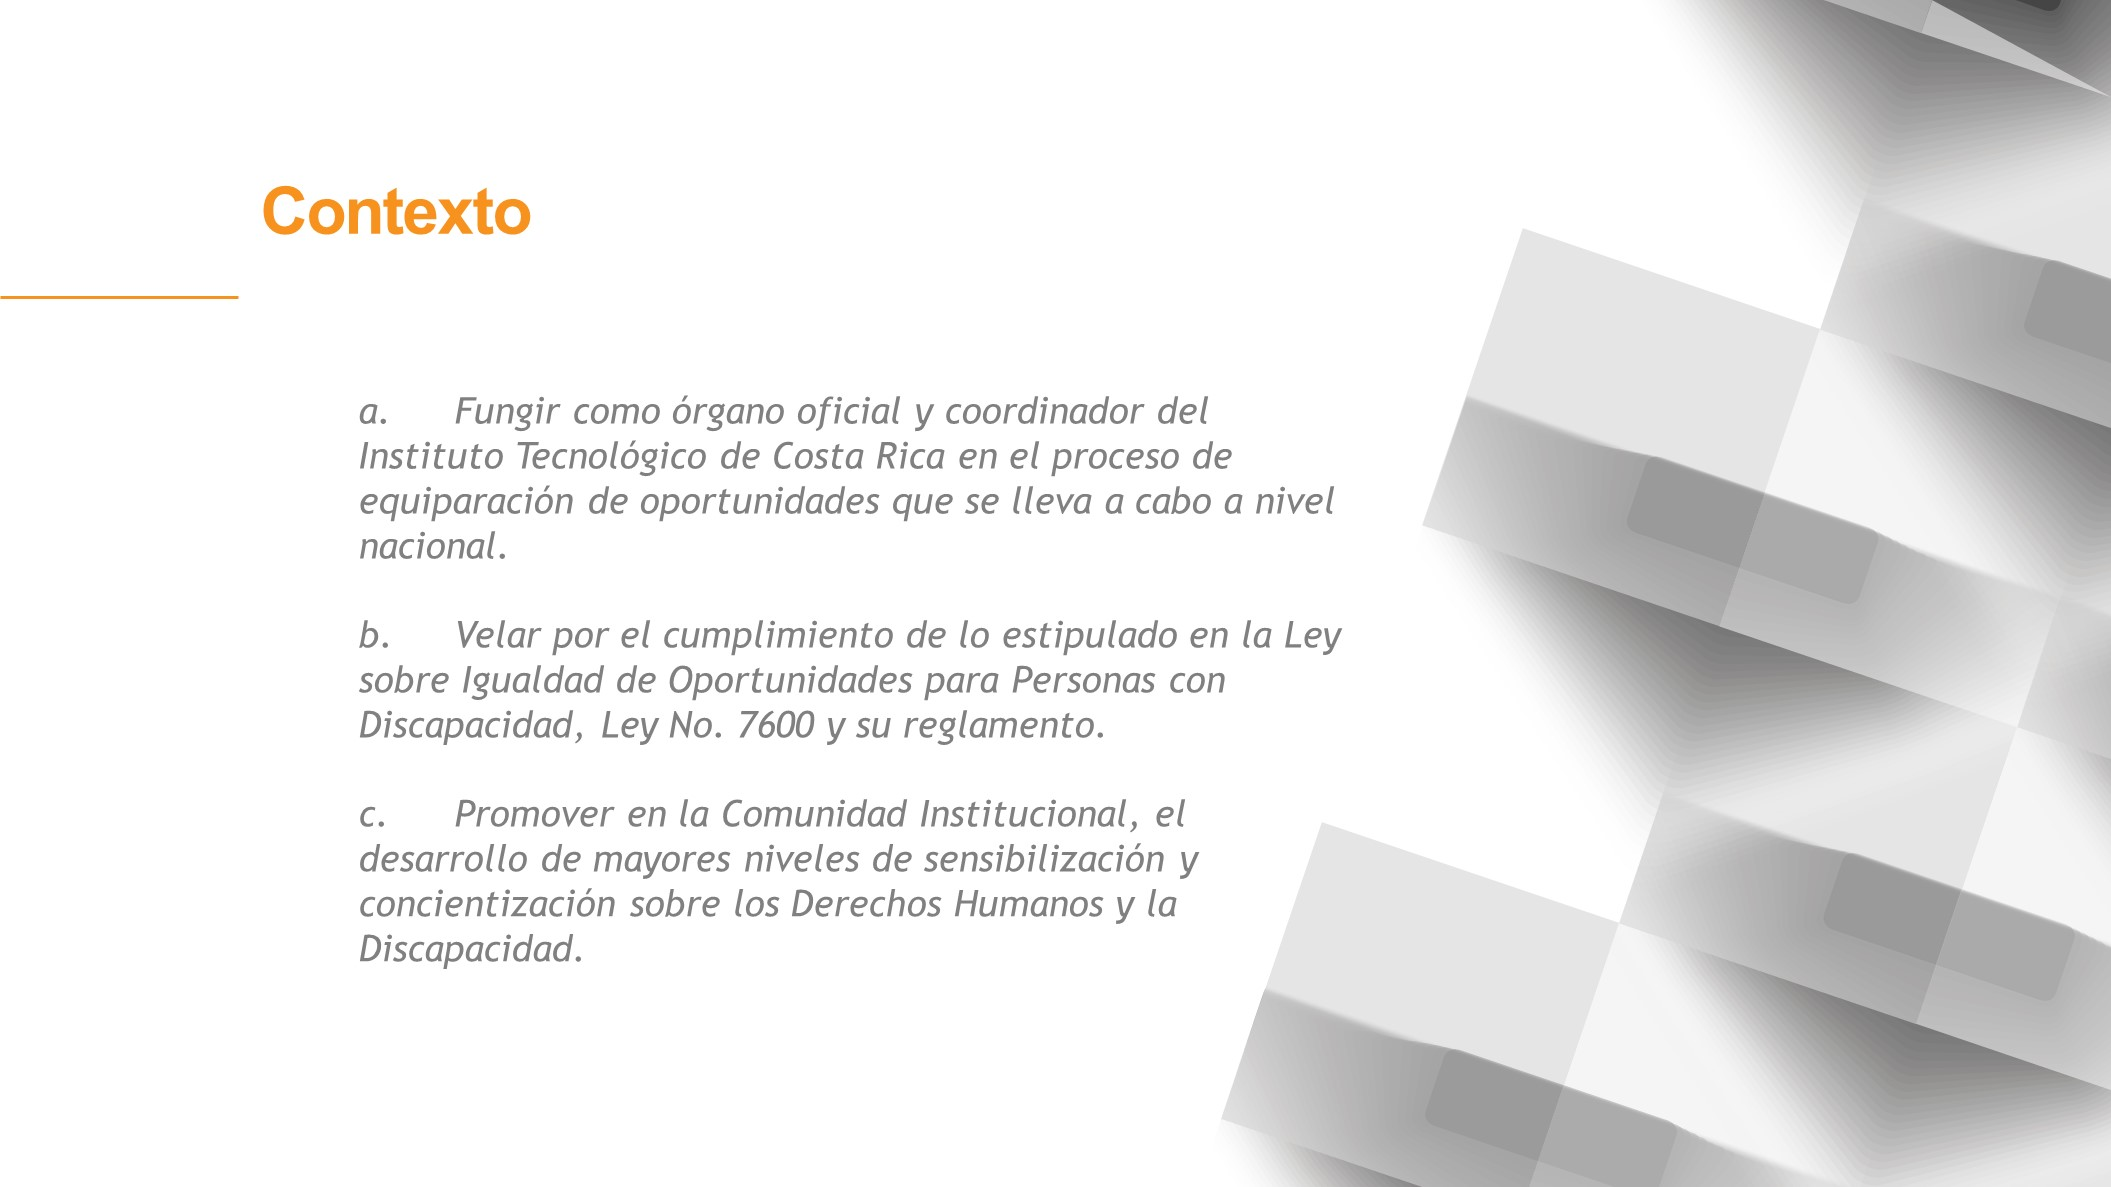 Contexto
a. Fungir como órgano oficial y coordinador del
Instituto Tecnológico de Costa Rica en el proceso de
equiparación de oportunidades que se lleva a cabo a nivel
nacional.
b. Velar por el cumplimiento de lo estipulado en la Ley
sobre Igualdad de Oportunidades para Personas con
Discapacidad, Ley No. 7600 y su reglamento.
c. Promover en la Comunidad Institucional, el
desarrollo de mayores niveles de sensibilización y
concientización sobre los Derechos Humanos y la
Discapacidad.